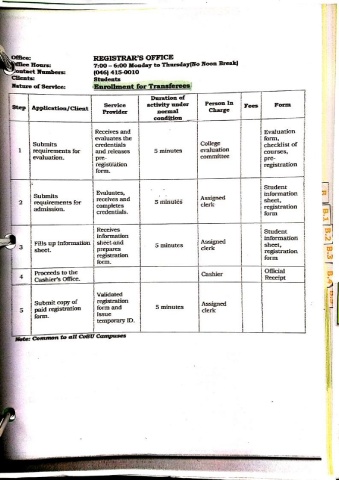 Office: REGISTRAR'S OFFICE
Office Hours: 7:00 – 6:00 Monday to Thursday(No Noon Break)
Contact Numbers: (046) 415-0010
Clients: Students
Nature of Service: Enrollment for Transferees
Step Application/Client Service Provider Duration of activity under normal condition Person In Charge Fees Form
1 Submits requirements for evaluation. Receives and evaluates the credentials and releases pre-registration form. 5 minutes College evaluation committee Evaluation form, checklist of courses, pre-registration
2 Submits requirements for admission. Evaluates, receives and completes credentials. 5 minutes Assigned clerk Student information sheet, registration form
3 Fills up information sheet. Receives information sheet and prepares registration form. 5 minutes Assigned clerk Student information sheet, registration form
4 Proceeds to the Cashier's Office. Cashier Official Receipt
5 Submit copy of paid registration form. Validated registration form and Issue temporary ID. 5 minutes Assigned clerk
Note: Common to all CvSU Campuses
B.1
B.2
B.3